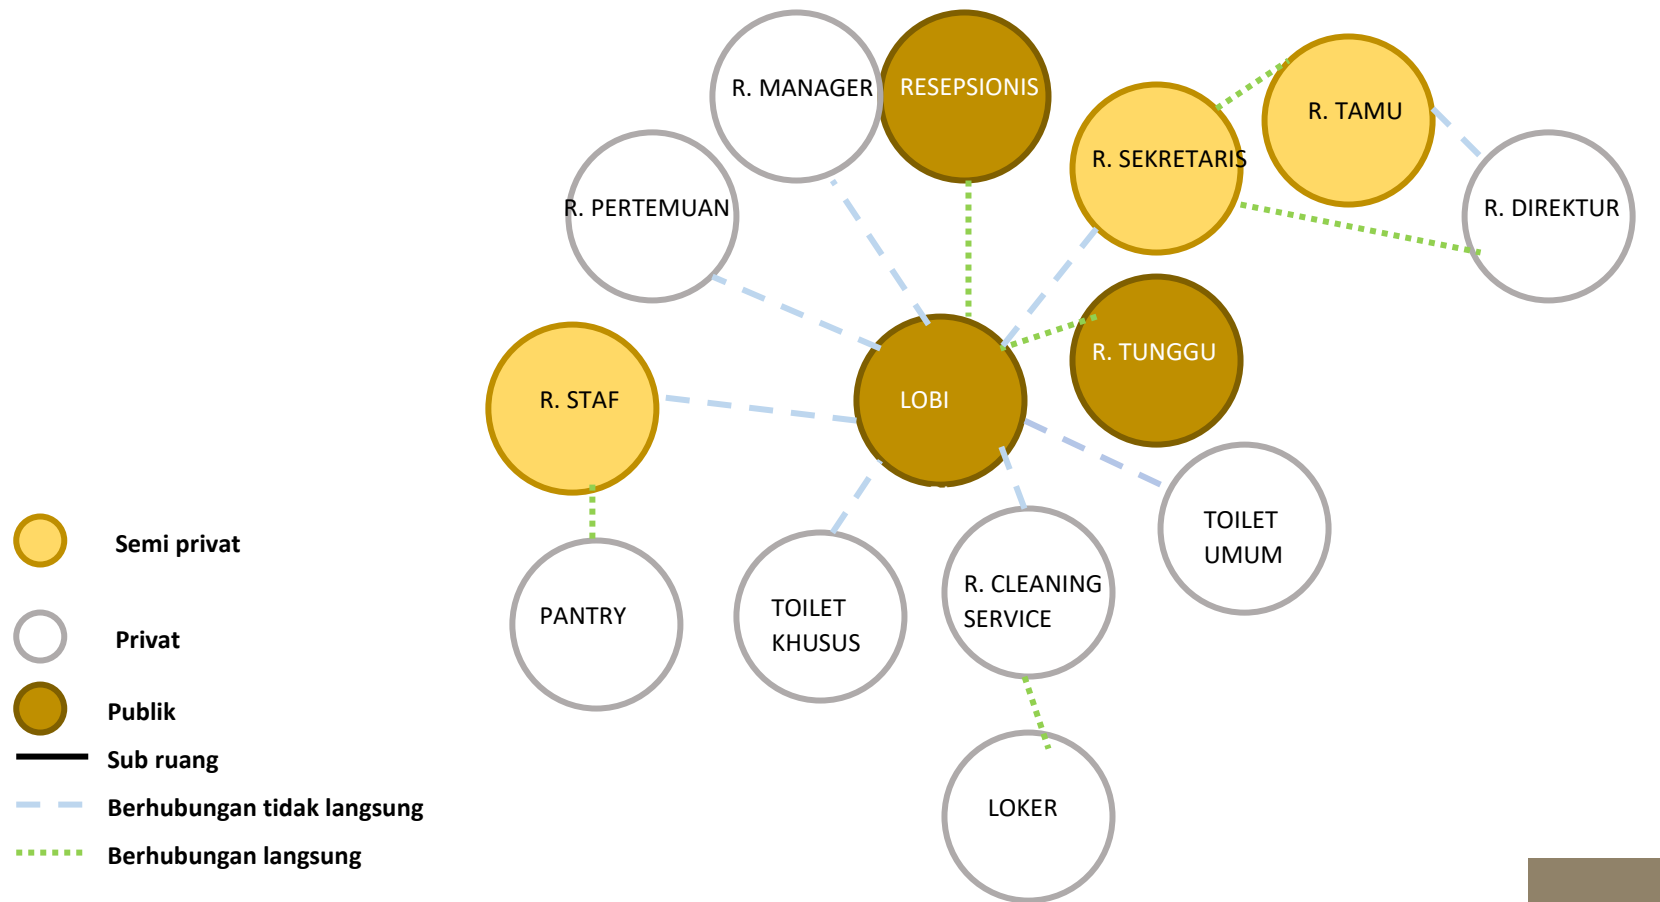 R. MANAGER
RESEPSIONIS
R. TAMU
R. SEKRETARIS
R. PERTEMUAN
R. DIREKTUR
R. TUNGGU
R. STAF
LOBI
TOILET
UMUM
Semi privat
R. CLEANING
SERVICE
PANTRY
TOILET
KHUSUS
Privat
Publik
Sub ruang
Berhubungan tidak langsung
LOKER
Berhubungan langsung